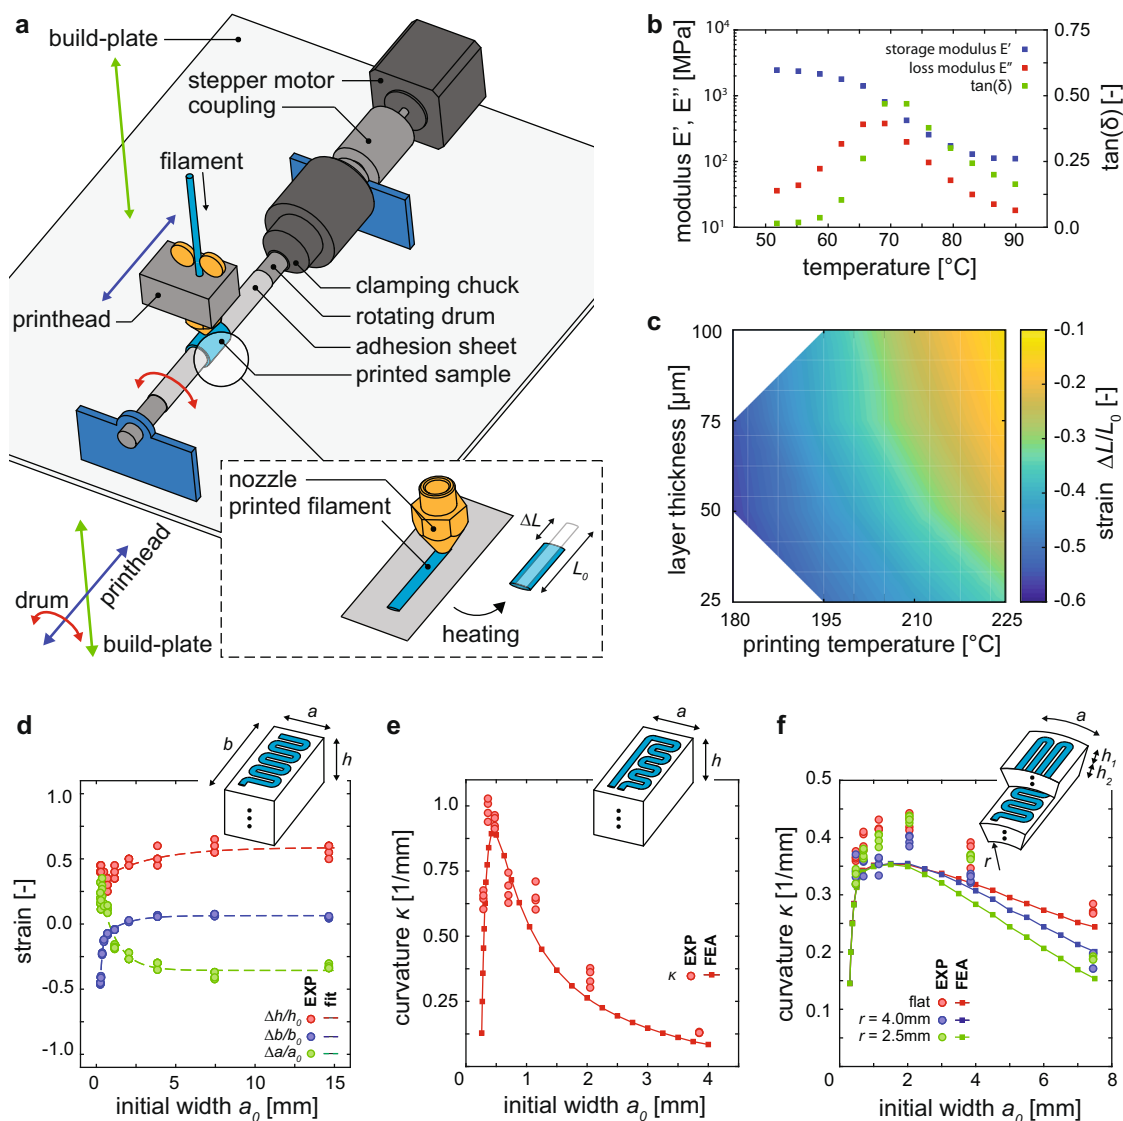 a
build-plate
stepper motor
coupling
filament
printhead
clamping chuck
rotating drum
adhesion sheet
printed sample
nozzle
printed filament
ΔL
L0
heating
drum
printhead
build-plate
b
modulus E', E" [MPa]
10^4
10^3
10^2
10^1
storage modulus E'
loss modulus E"
tan(δ)
0.75
0.50
0.25
0.0
tan(δ) [-]
50 60 70 80 90
temperature [°C]
c
layer thickness [µm]
100
75
50
25
180 195 210 225
printing temperature [°C]
-0.1
-0.2
-0.3
-0.4
-0.5
-0.6
strain ΔL/L0 [-]
d
a
b
h
strain [-]
1.0
0.5
0.0
-0.5
-1.0
EXP fit
Δh/h0
Δb/b0
Δa/a0
0 5 10 15
initial width a0 [mm]
e
a
h
curvature κ [1/mm]
1.0
0.75
0.50
0.25
EXP FEA
κ
0 1 2 3 4
initial width a0 [mm]
f
a
h1
h2
r
curvature κ [1/mm]
0.5
0.4
0.3
0.2
0.1
0
EXP FEA
flat
r = 4.0mm
r = 2.5mm
0 2 4 6 8
initial width a0 [mm]